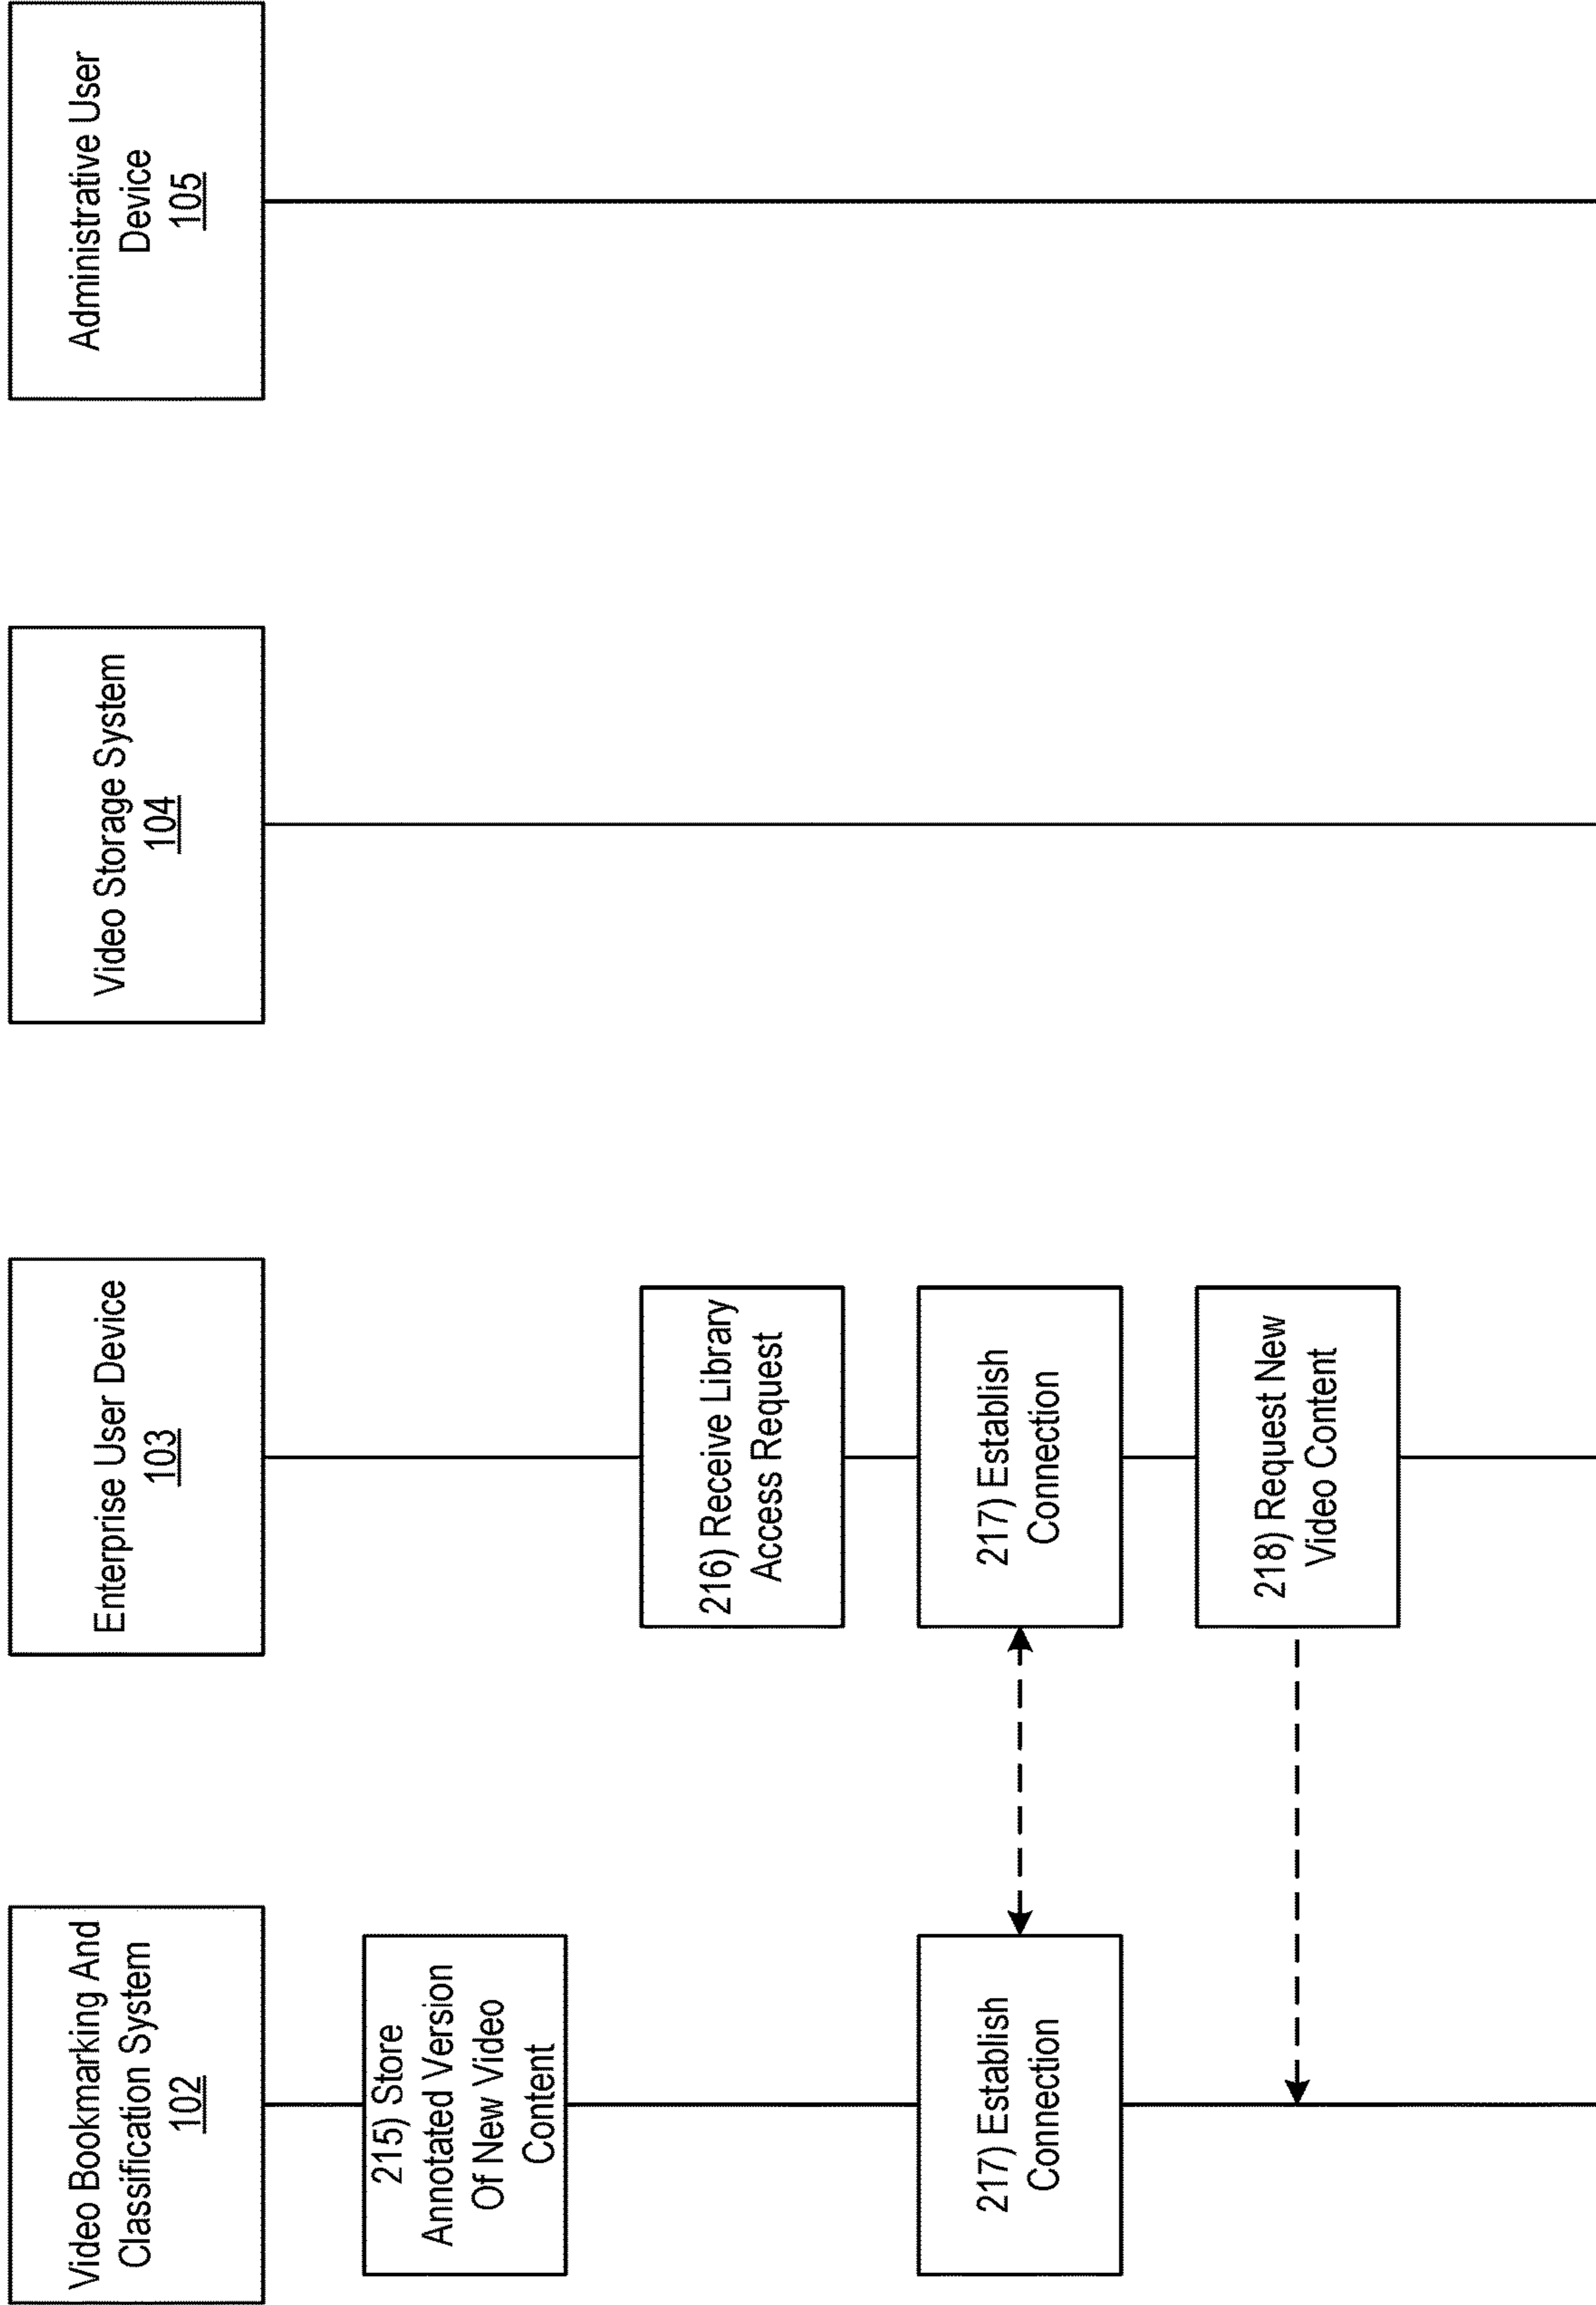 Video Bookmarking And
Classification System
102
Enterprise User Device
103
Video Storage System
104
Administrative User
Device
105
215) Store
Annotated Version
Of New Video
Content
216) Receive Library
Access Request
217) Establish
Connection
217) Establish
Connection
218) Request New
Video Content